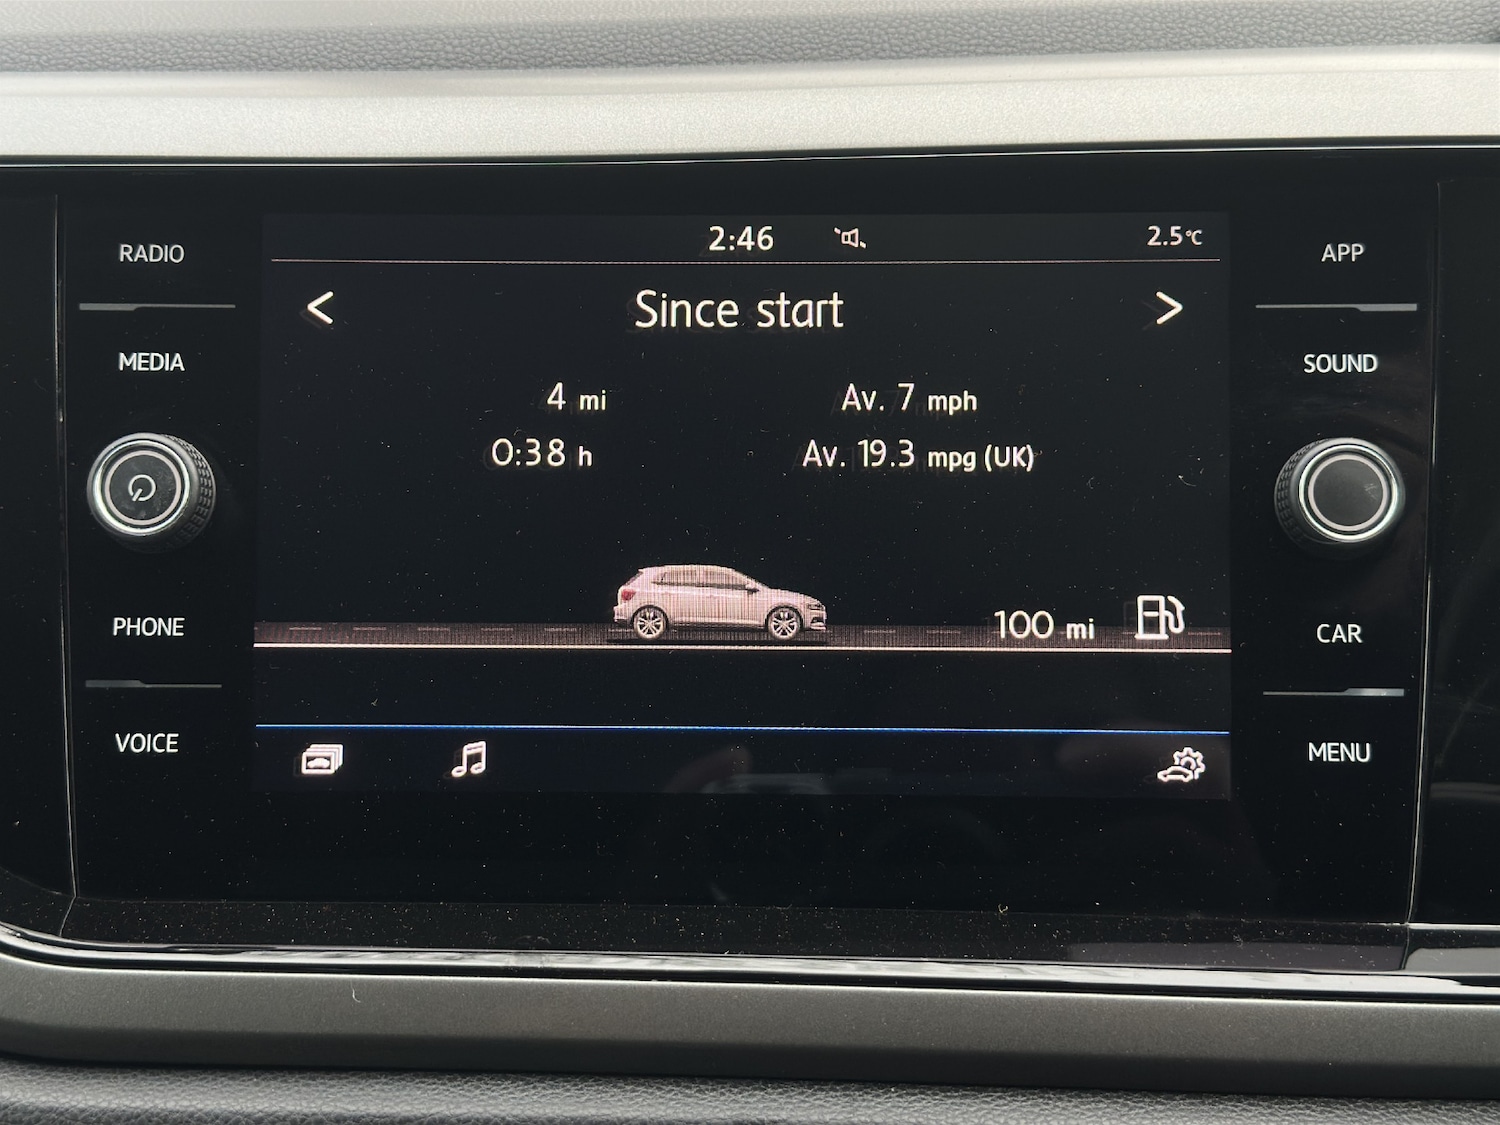 RADIO
MEDIA
PHONE
VOICE
2:46
2.5°C
< Since start >
4 mi
Av. 7 mph
0:38 h
Av. 19.3 mpg (UK)
100 mi
APP
SOUND
CAR
MENU